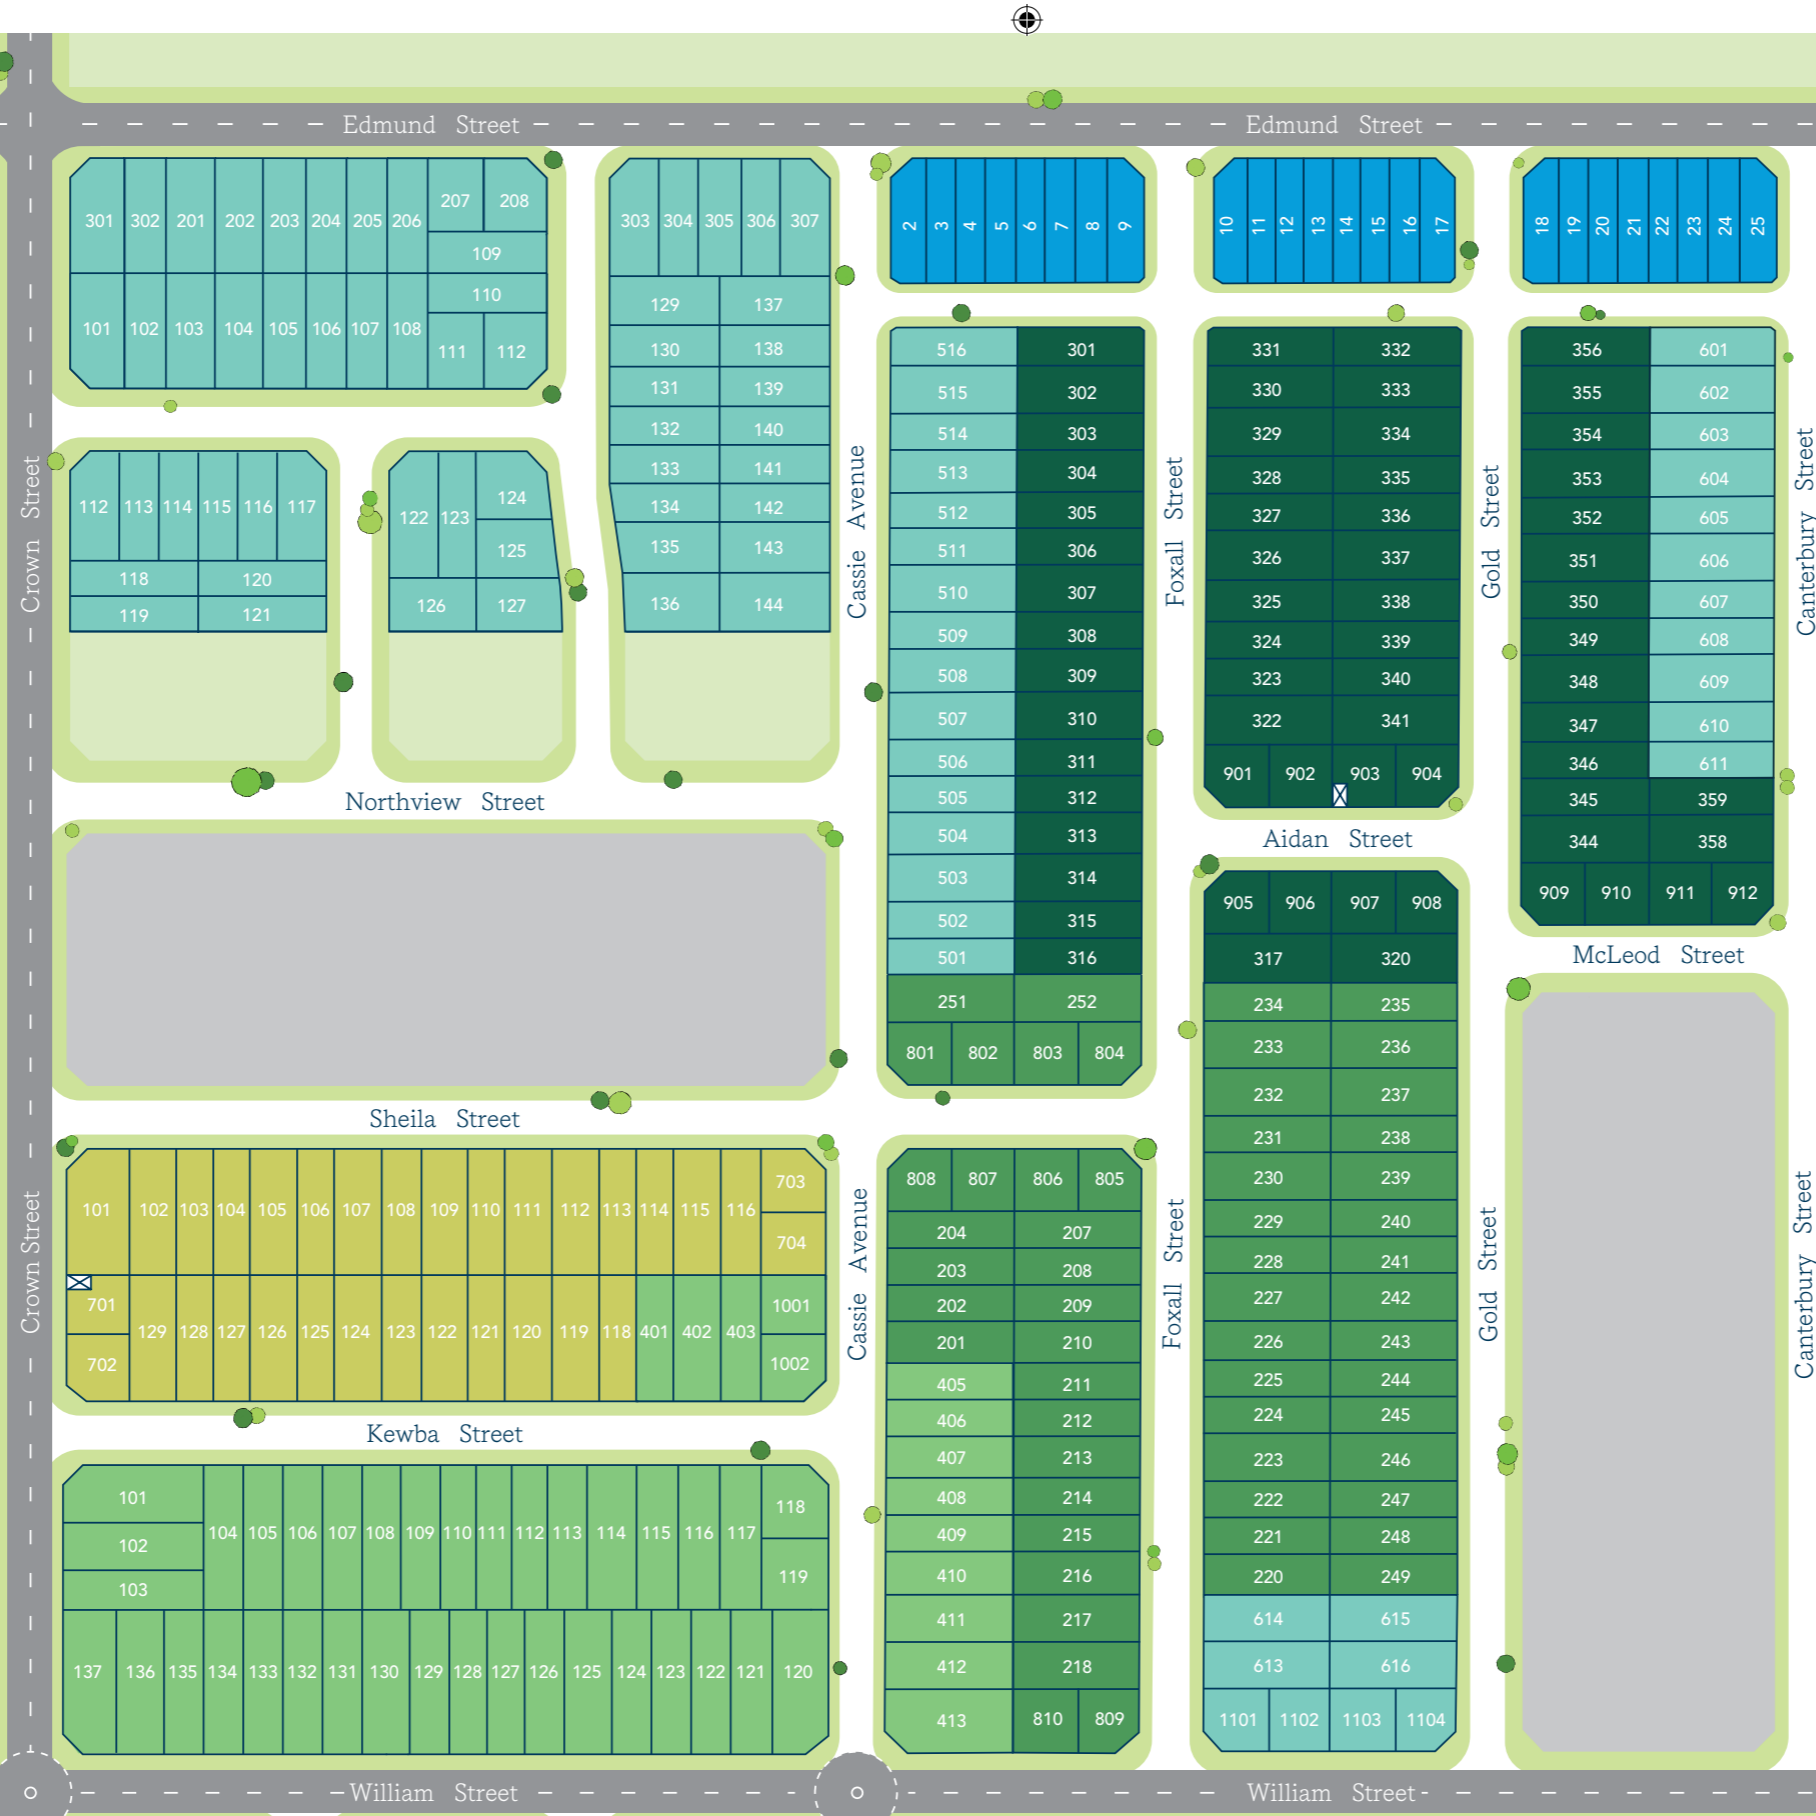 Edmund Street
Edmund Street
301 302 201 202 203 204 205 206 207 208
109
110
101 102 103 104 105 106 107 108 111 112
303 304 305 306 307
129 137
130 138
131 139
132 140
133 141
134 142
135 143
136 144
2 3 4 5 6 7 8 9
10 11 12 13 14 15 16 17
18 19 20 21 22 23 24 25
112 113 114 115 116 117
118 120
119 121
122 123 124
125
126 127
Crown Street
Cassie Avenue
Foxall Street
Gold Street
Canterbury Street
516 301
515 302
514 303
513 304
512 305
511 306
510 307
509 308
508 309
507 310
506 311
505 312
504 313
503 314
502 315
501 316
251 252
801 802 803 804
331 332
330 333
329 334
328 335
327 336
326 337
325 338
324 339
323 340
322 341
901 902 903 904
356 601
355 602
354 603
353 604
352 605
351 606
350 607
349 608
348 609
347 610
346 611
345 359
344 358
909 910 911 912
Northview Street
Aidan Street
McLeod Street
905 906 907 908
317 320
234 235
233 236
232 237
231 238
230 239
229 240
228 241
227 242
226 243
225 244
224 245
223 246
222 247
221 248
220 249
614 615
613 616
1101 1102 1103 1104
Sheila Street
101 102 103 104 105 106 107 108 109 110 111 112 113 114 115 116 703
704
701 129 128 127 126 125 124 123 122 121 120 119 118 401 402 403 1001
702 1002
Crown Street
Cassie Avenue
Foxall Street
Gold Street
Canterbury Street
808 807 806 805
204 207
203 208
202 209
201 210
405 211
406 212
407 213
408 214
409 215
410 216
411 217
412 218
413 810 809
Kewba Street
101
102
103
104 105 106 107 108 109 110 111 112 113 114 115 116 117 118
119
137 136 135 134 133 132 131 130 129 128 127 126 125 124 123 122 121 120
William Street
William Street